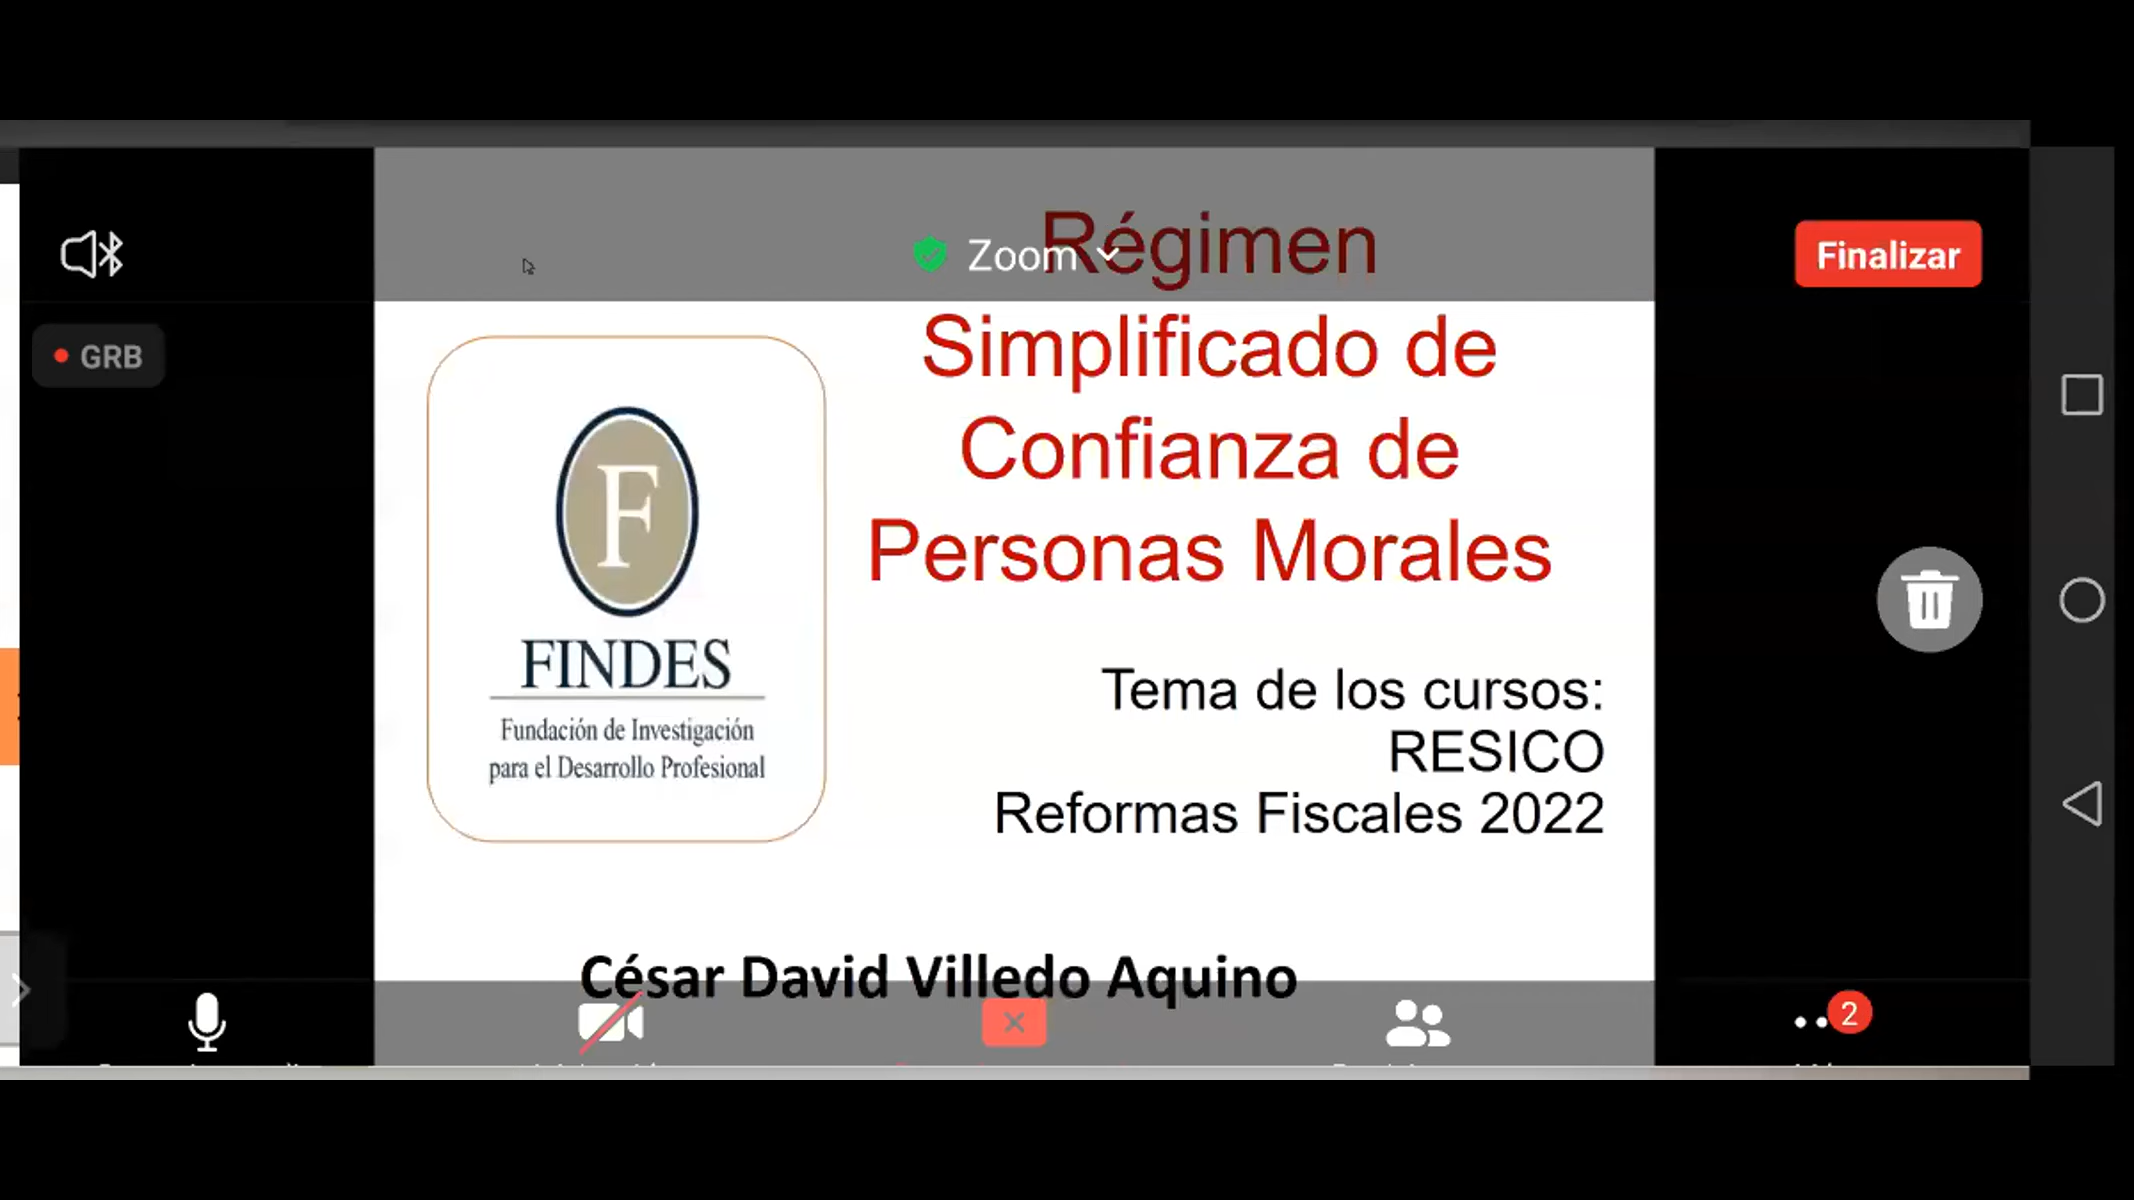 Régimen
Zoom
Finalizar
GRB
Simplificado de
Confianza de
Personas Morales
F
FINDES
Fundación de Investigación
para el Desarrollo Profesional
Tema de los cursos:
RESICO
Reformas Fiscales 2022
César David Villedo Aquino
2